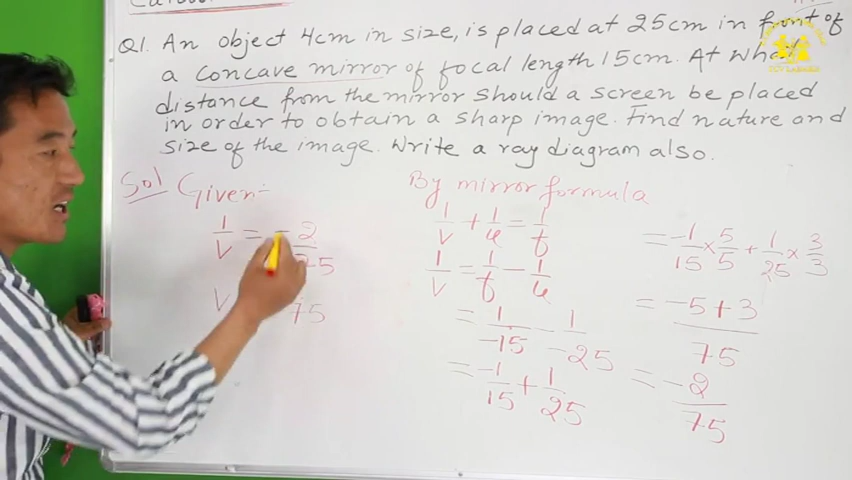 Q1. An object 4cm in size, is placed at 25cm in front of
a concave mirror of focal length 15cm. At what
distance from the mirror should a screen be placed
in order to obtain a sharp image. Find nature and
size of the image. Write a ray diagram also.
Sol Given:-
1/v = -2/75
v 75
By mirror formula
1/v + 1/u = 1/f
1/v = 1/f - 1/u
= 1/-15 - 1/-25
= -1/15 + 1/25
= -1/15 × 5/5 + 1/25 × 3/3
= -5+3/75
= -2/75